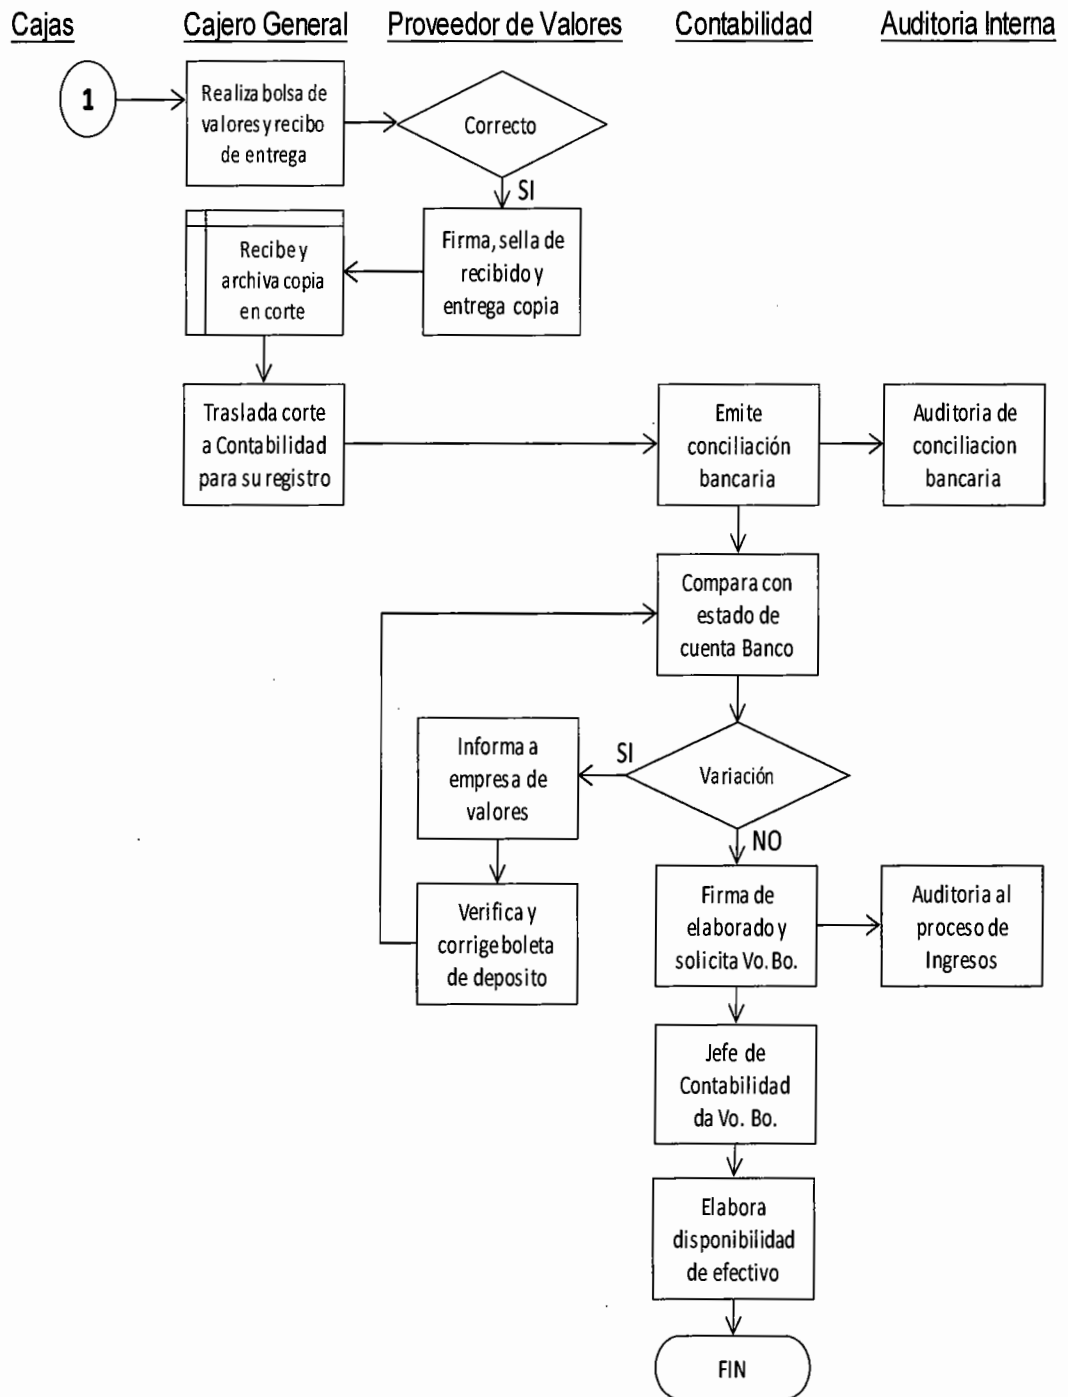 Cajas
Cajero General
Proveedor de Valores
Contabilidad
Auditoria Interna
1
Realiza bolsa de
valores y recibo
de entrega
Correcto
SI
Firma, sella de
recibido y
entrega copia
Recibe y
archiva copia
en corte
Traslada corte
a Contabilidad
para su registro
Emite
conciliación
bancaria
Auditoria de
conciliacion
bancaria
Compara con
estado de
cuenta Banco
Variación
SI
Informa a
empresa de
valores
Verifica y
corrige boleta
de deposito
NO
Firma de
elaborado y
solicita Vo. Bo.
Auditoria al
proceso de
Ingresos
Jefe de
Contabilidad
da Vo. Bo.
Elabora
disponibilidad
de efectivo
FIN